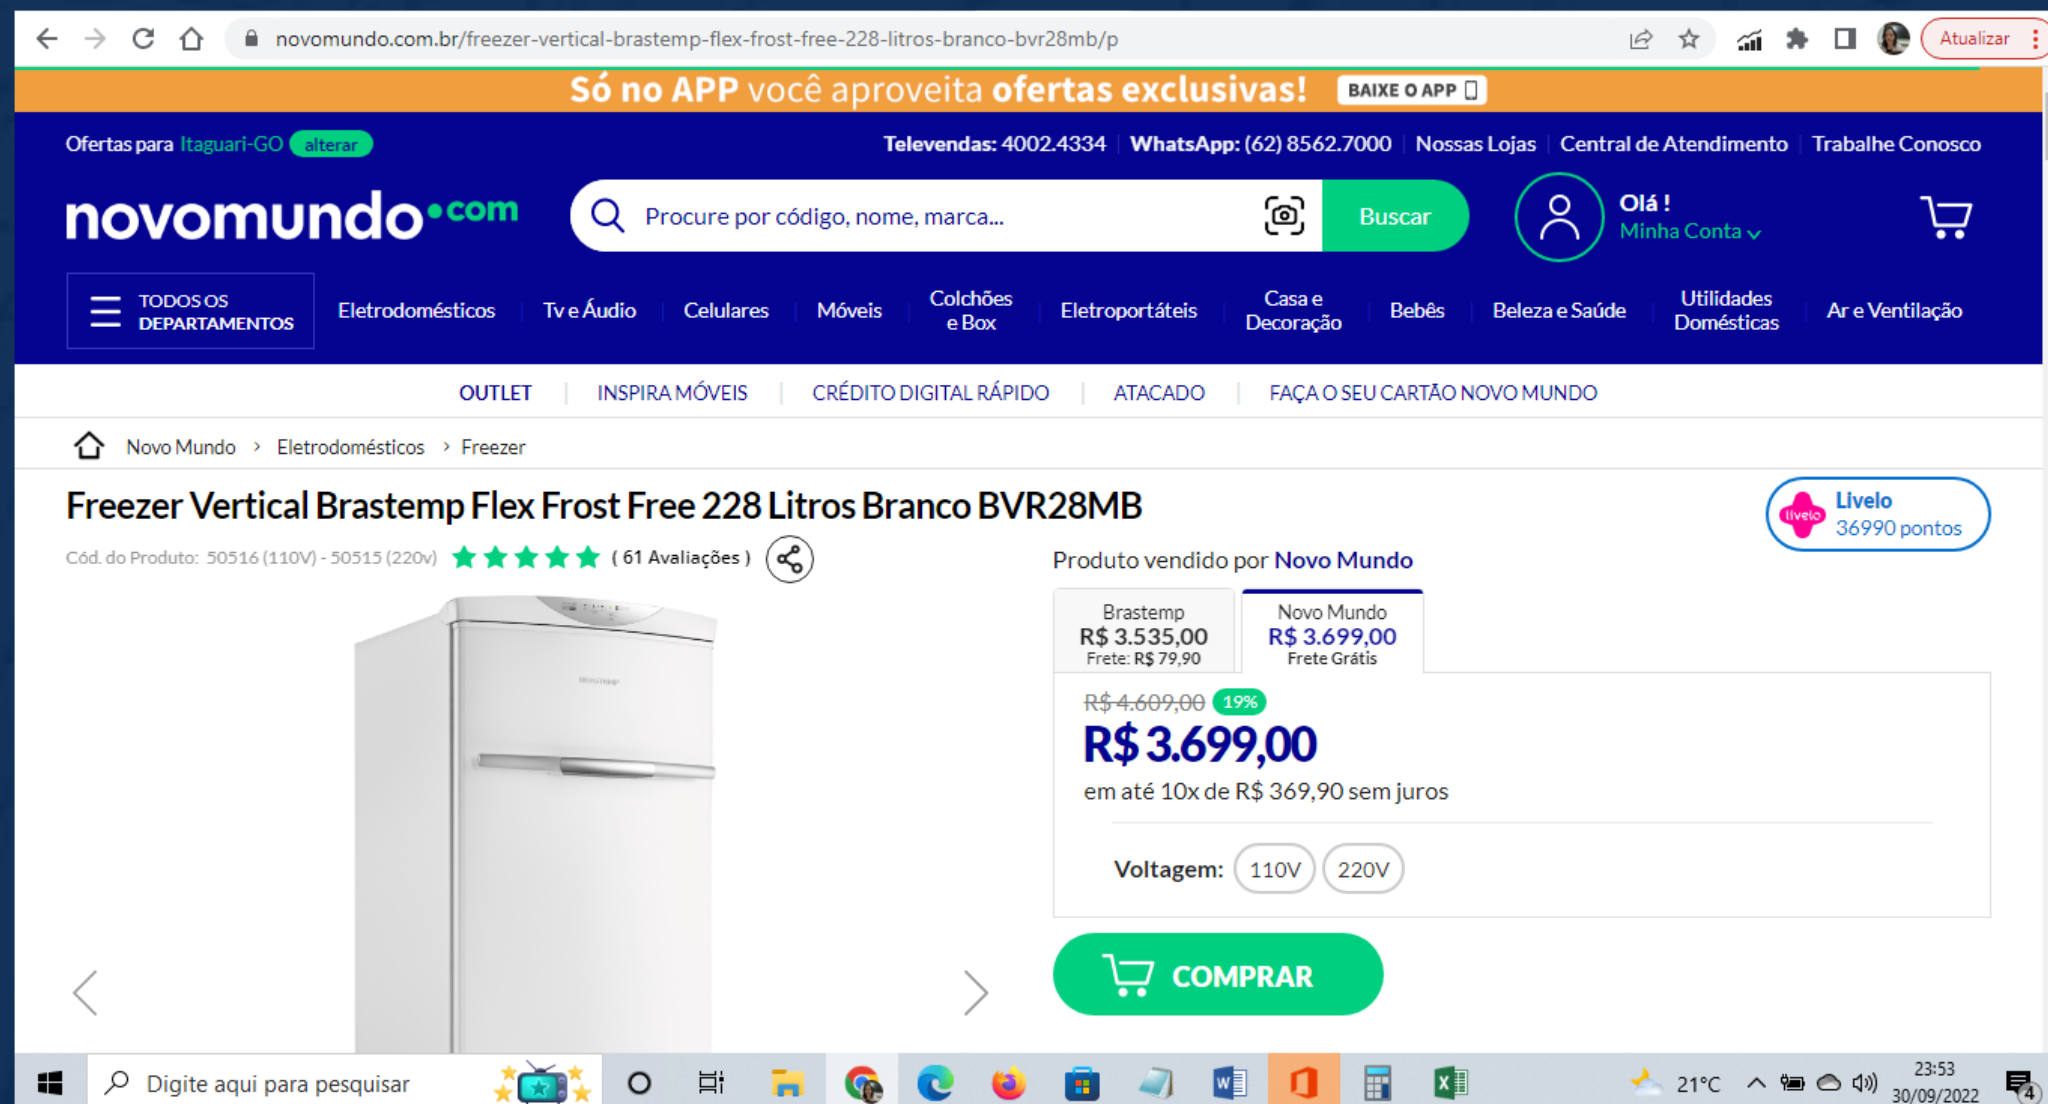 novomundo.com.br/freezer-vertical-brastemp-flex-frost-free-228-litros-branco-bvr28mb/p
Atualizar
Só no APP você aproveita ofertas exclusivas! BAIXE O APP
Ofertas para Itaguari-GO alterar
Televendas: 4002.4334 WhatsApp: (62) 8562.7000 Nossas Lojas Central de Atendimento Trabalhe Conosco
novomundo.com
Procure por código, nome, marca...
Buscar
Olá !
Minha Conta
TODOS OS
DEPARTAMENTOS
Eletrodomésticos
Tv e Áudio
Celulares
Móveis
Colchões
e Box
Eletroportáteis
Casa e
Decoração
Bebês
Beleza e Saúde
Utilidades
Domésticas
Ar e Ventilação
OUTLET INSPIRA MÓVEIS CRÉDITO DIGITAL RÁPIDO ATACADO FAÇA O SEU CARTÃO NOVO MUNDO
Novo Mundo > Eletrodomésticos > Freezer
Freezer Vertical Brastemp Flex Frost Free 228 Litros Branco BVR28MB
livelo
Livelo
36990 pontos
Cód. do Produto: 50516 (110V) - 50515 (220v) ( 61 Avaliações )
Produto vendido por Novo Mundo
Brastemp
R$ 3.535,00
Frete: R$ 79,90
Novo Mundo
R$ 3.699,00
Frete Grátis
BRASTEMP
R$ 4.609,00 19%
R$ 3.699,00
em até 10x de R$ 369,90 sem juros
Voltagem: 110V 220V
COMPRAR
Digite aqui para pesquisar
21°C
23:53
30/09/2022
4